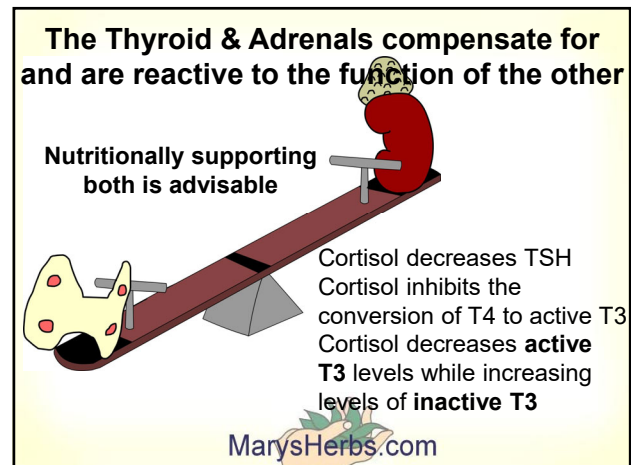 The Thyroid & Adrenals compensate for
and are reactive to the function of the other
Nutritionally supporting
both is advisable
Cortisol decreases TSH
Cortisol inhibits the
conversion of T4 to active T3
Cortisol decreases active
T3 levels while increasing
levels of inactive T3
MarysHerbs.com